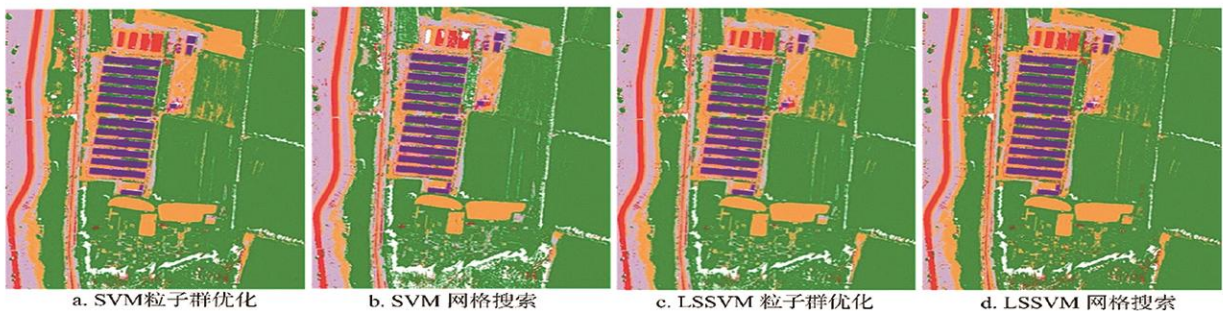 a. SVM粒子群优化
b. SVM 网格搜索
c. LSSVM 粒子群优化
d. LSSVM 网格搜索